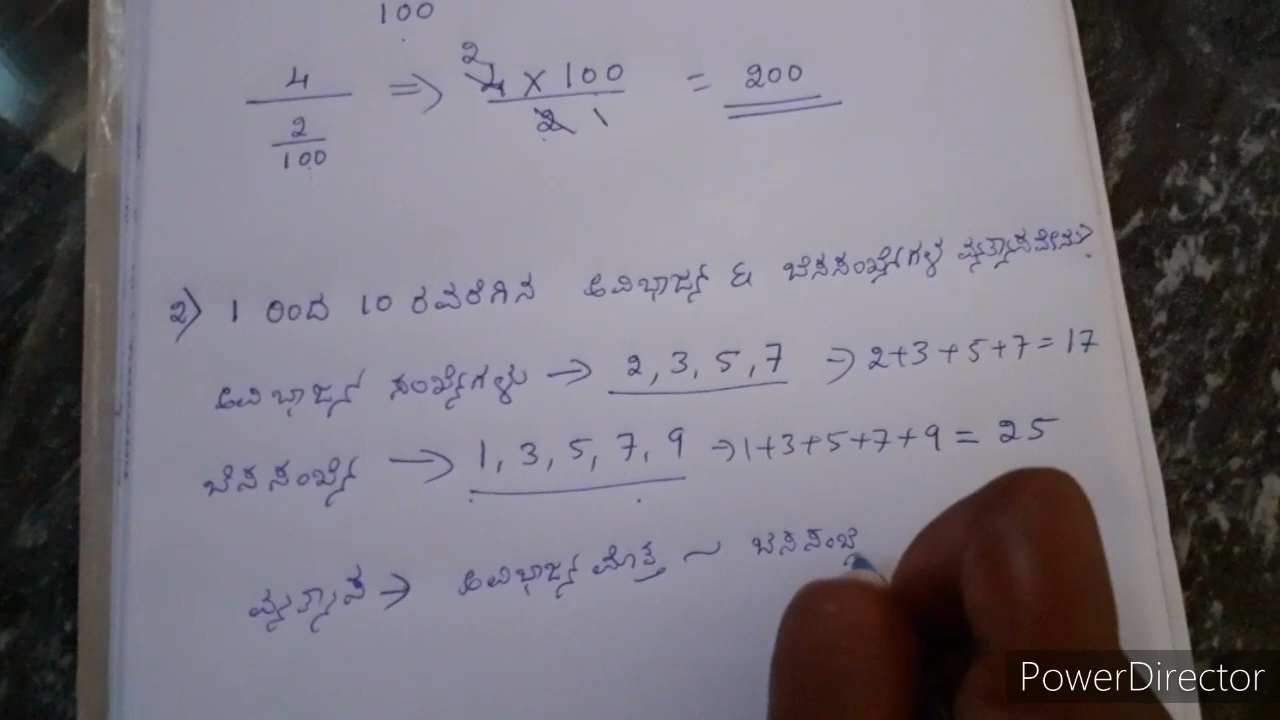 100
4 => 4 2 × 100 = 200
2 2 1
100
2) 1 ರಿಂದ 10 ರವರೆಗಿನ ಅವಿಭಾಜ್ಯ & ಬೆಸಸಂಖ್ಯೆಗಳ ವ್ಯತ್ಯಾಸವೇನು?
ಅವಿಭಾಜ್ಯ ಸಂಖ್ಯೆಗಳು → 2, 3, 5, 7 → 2+3+5+7=17
ಬೆಸಸಂಖ್ಯೆ → 1, 3, 5, 7, 9 → 1+3+5+7+9 = 25
ವ್ಯತ್ಯಾಸ → ಅವಿಭಾಜ್ಯ ಮೊತ್ತ ~ ಬೆಸಸಂಖ್ಯೆ
PowerDirector